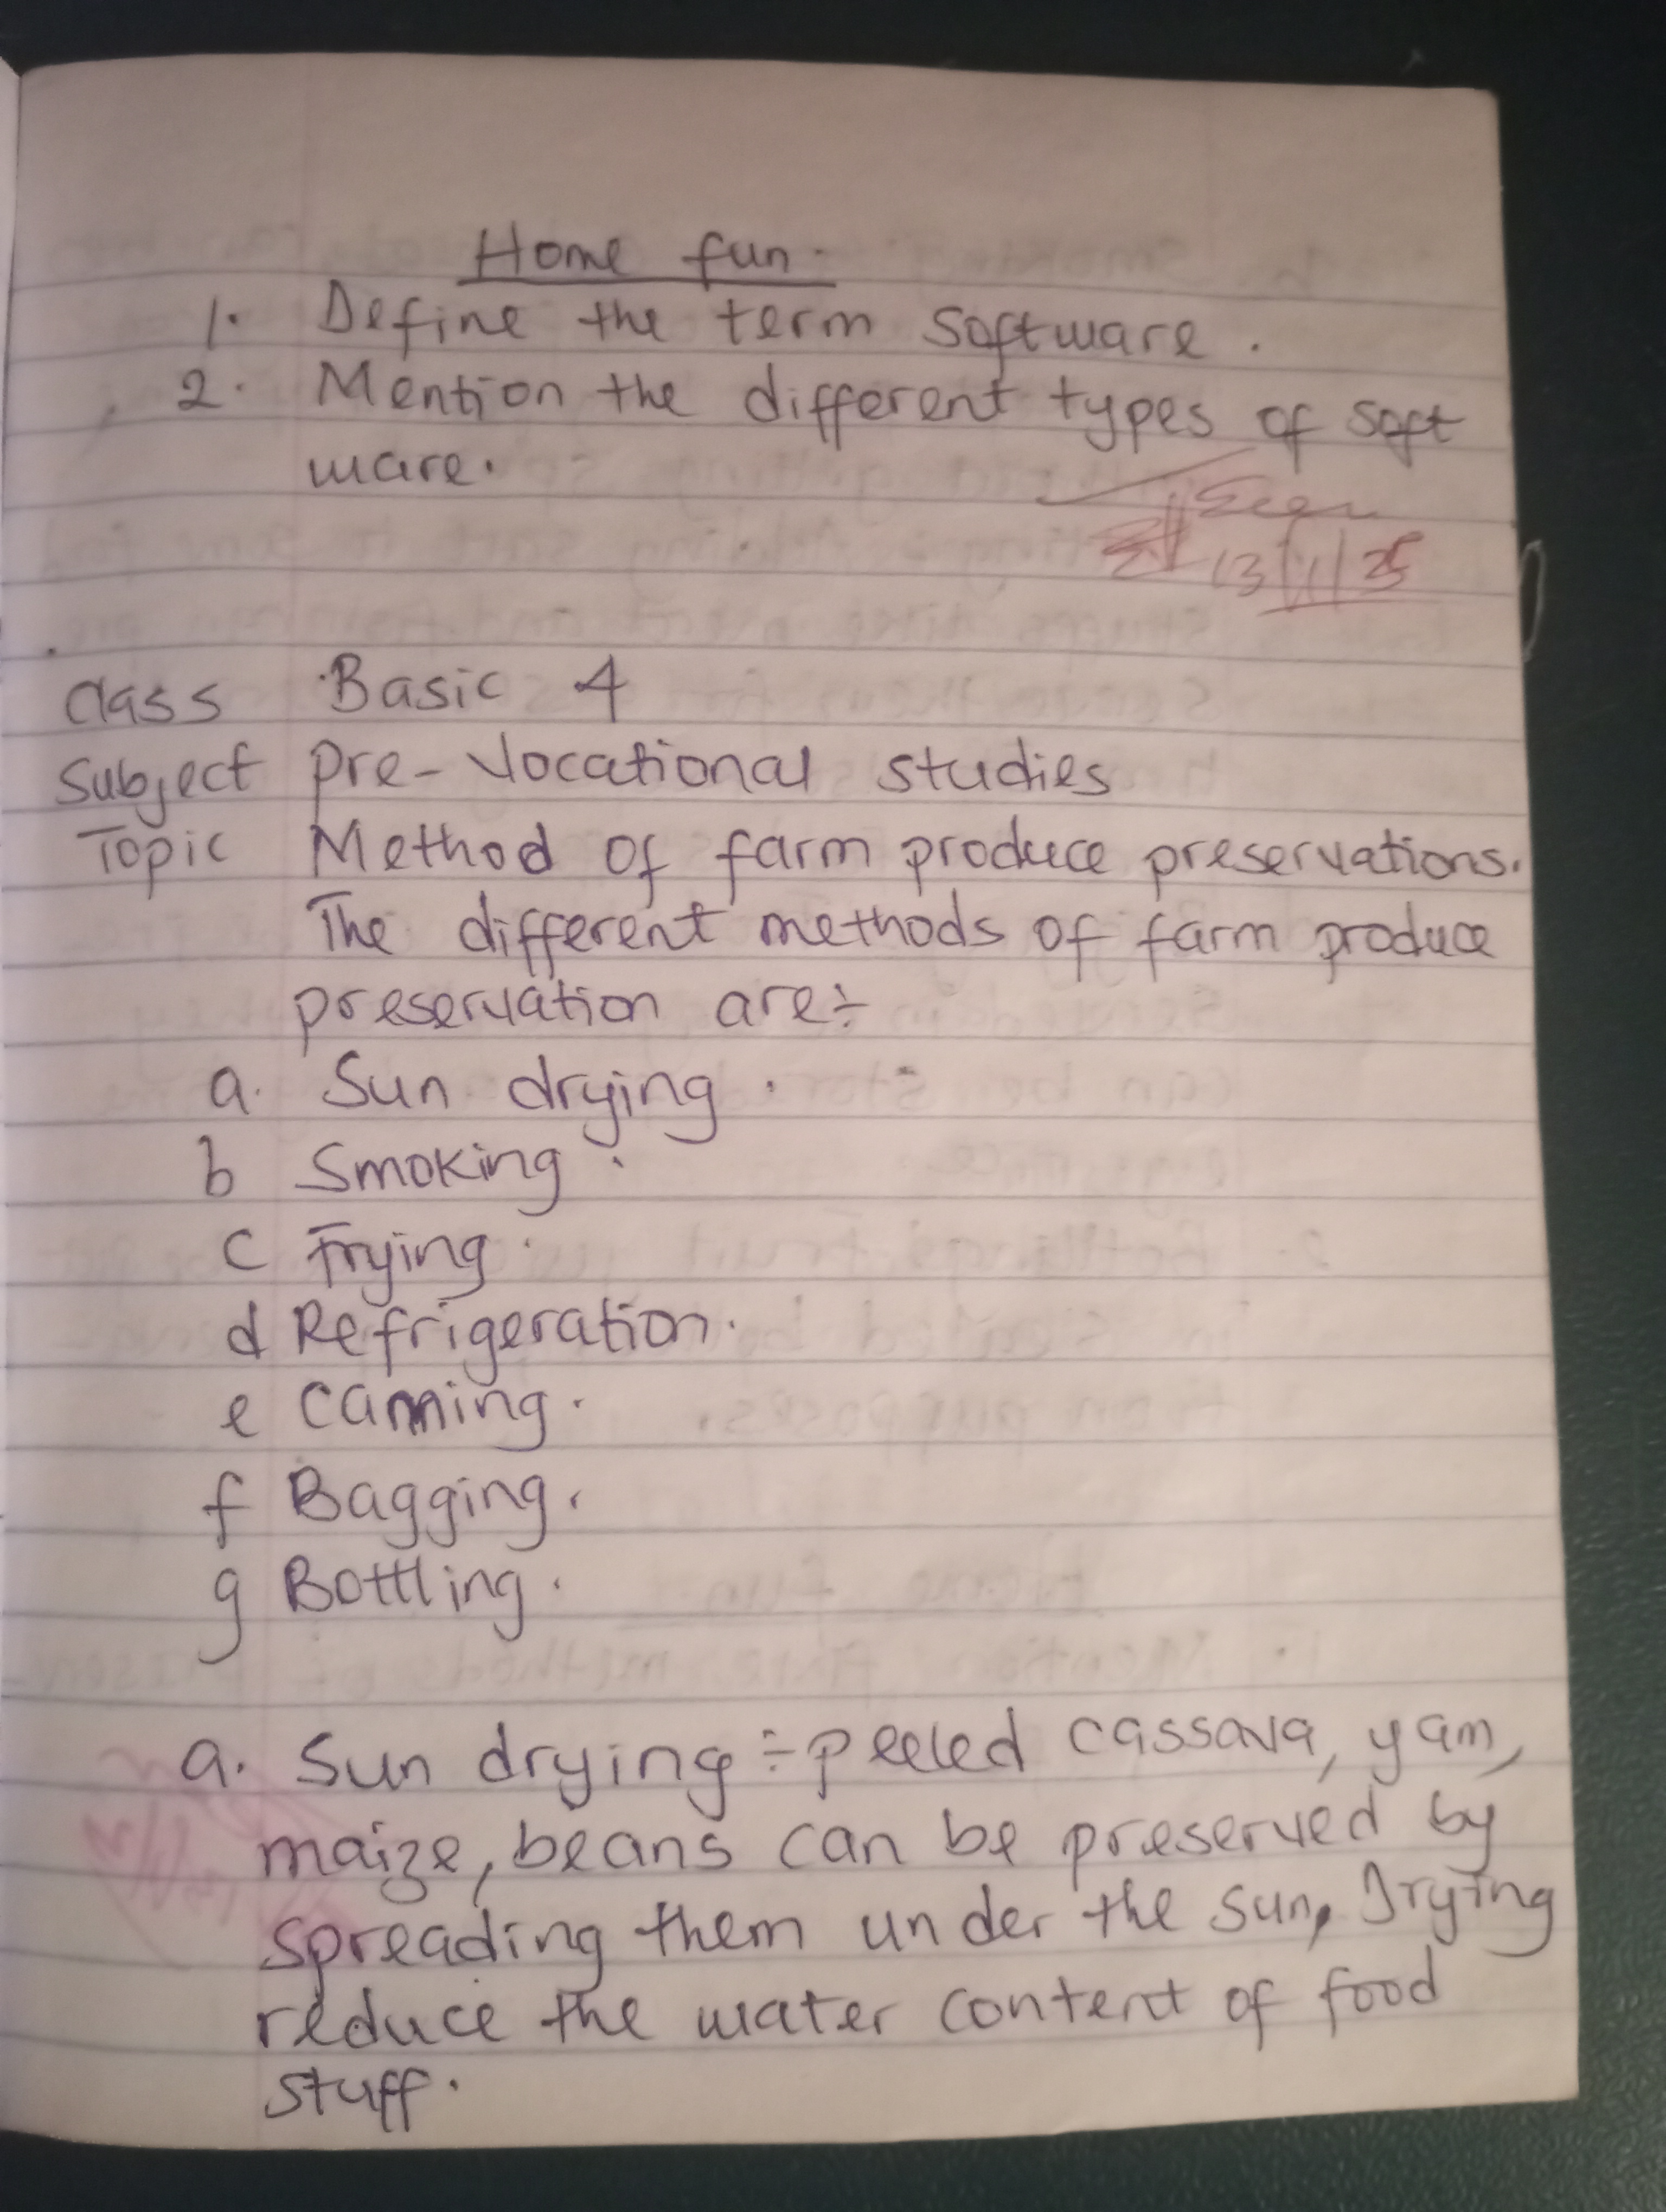 Home fun.
1. Define the term Software.
2. Mention the different types of soft
ware.
Seen
13/1/25
Class Basic 4
Subject Pre-Vocational studies
Topic Method of farm produce preservations.
The different methods of farm produce
preservation are:-
a. Sun drying.
b Smoking.
c Frying.
d Refrigeration.
e Canning.
f Bagging.
g Bottling.
a. Sun drying:- peeled cassava, yam,
maize, beans can be preserved by
spreading them under the sun, Drying
reduce the water content of food
stuff.